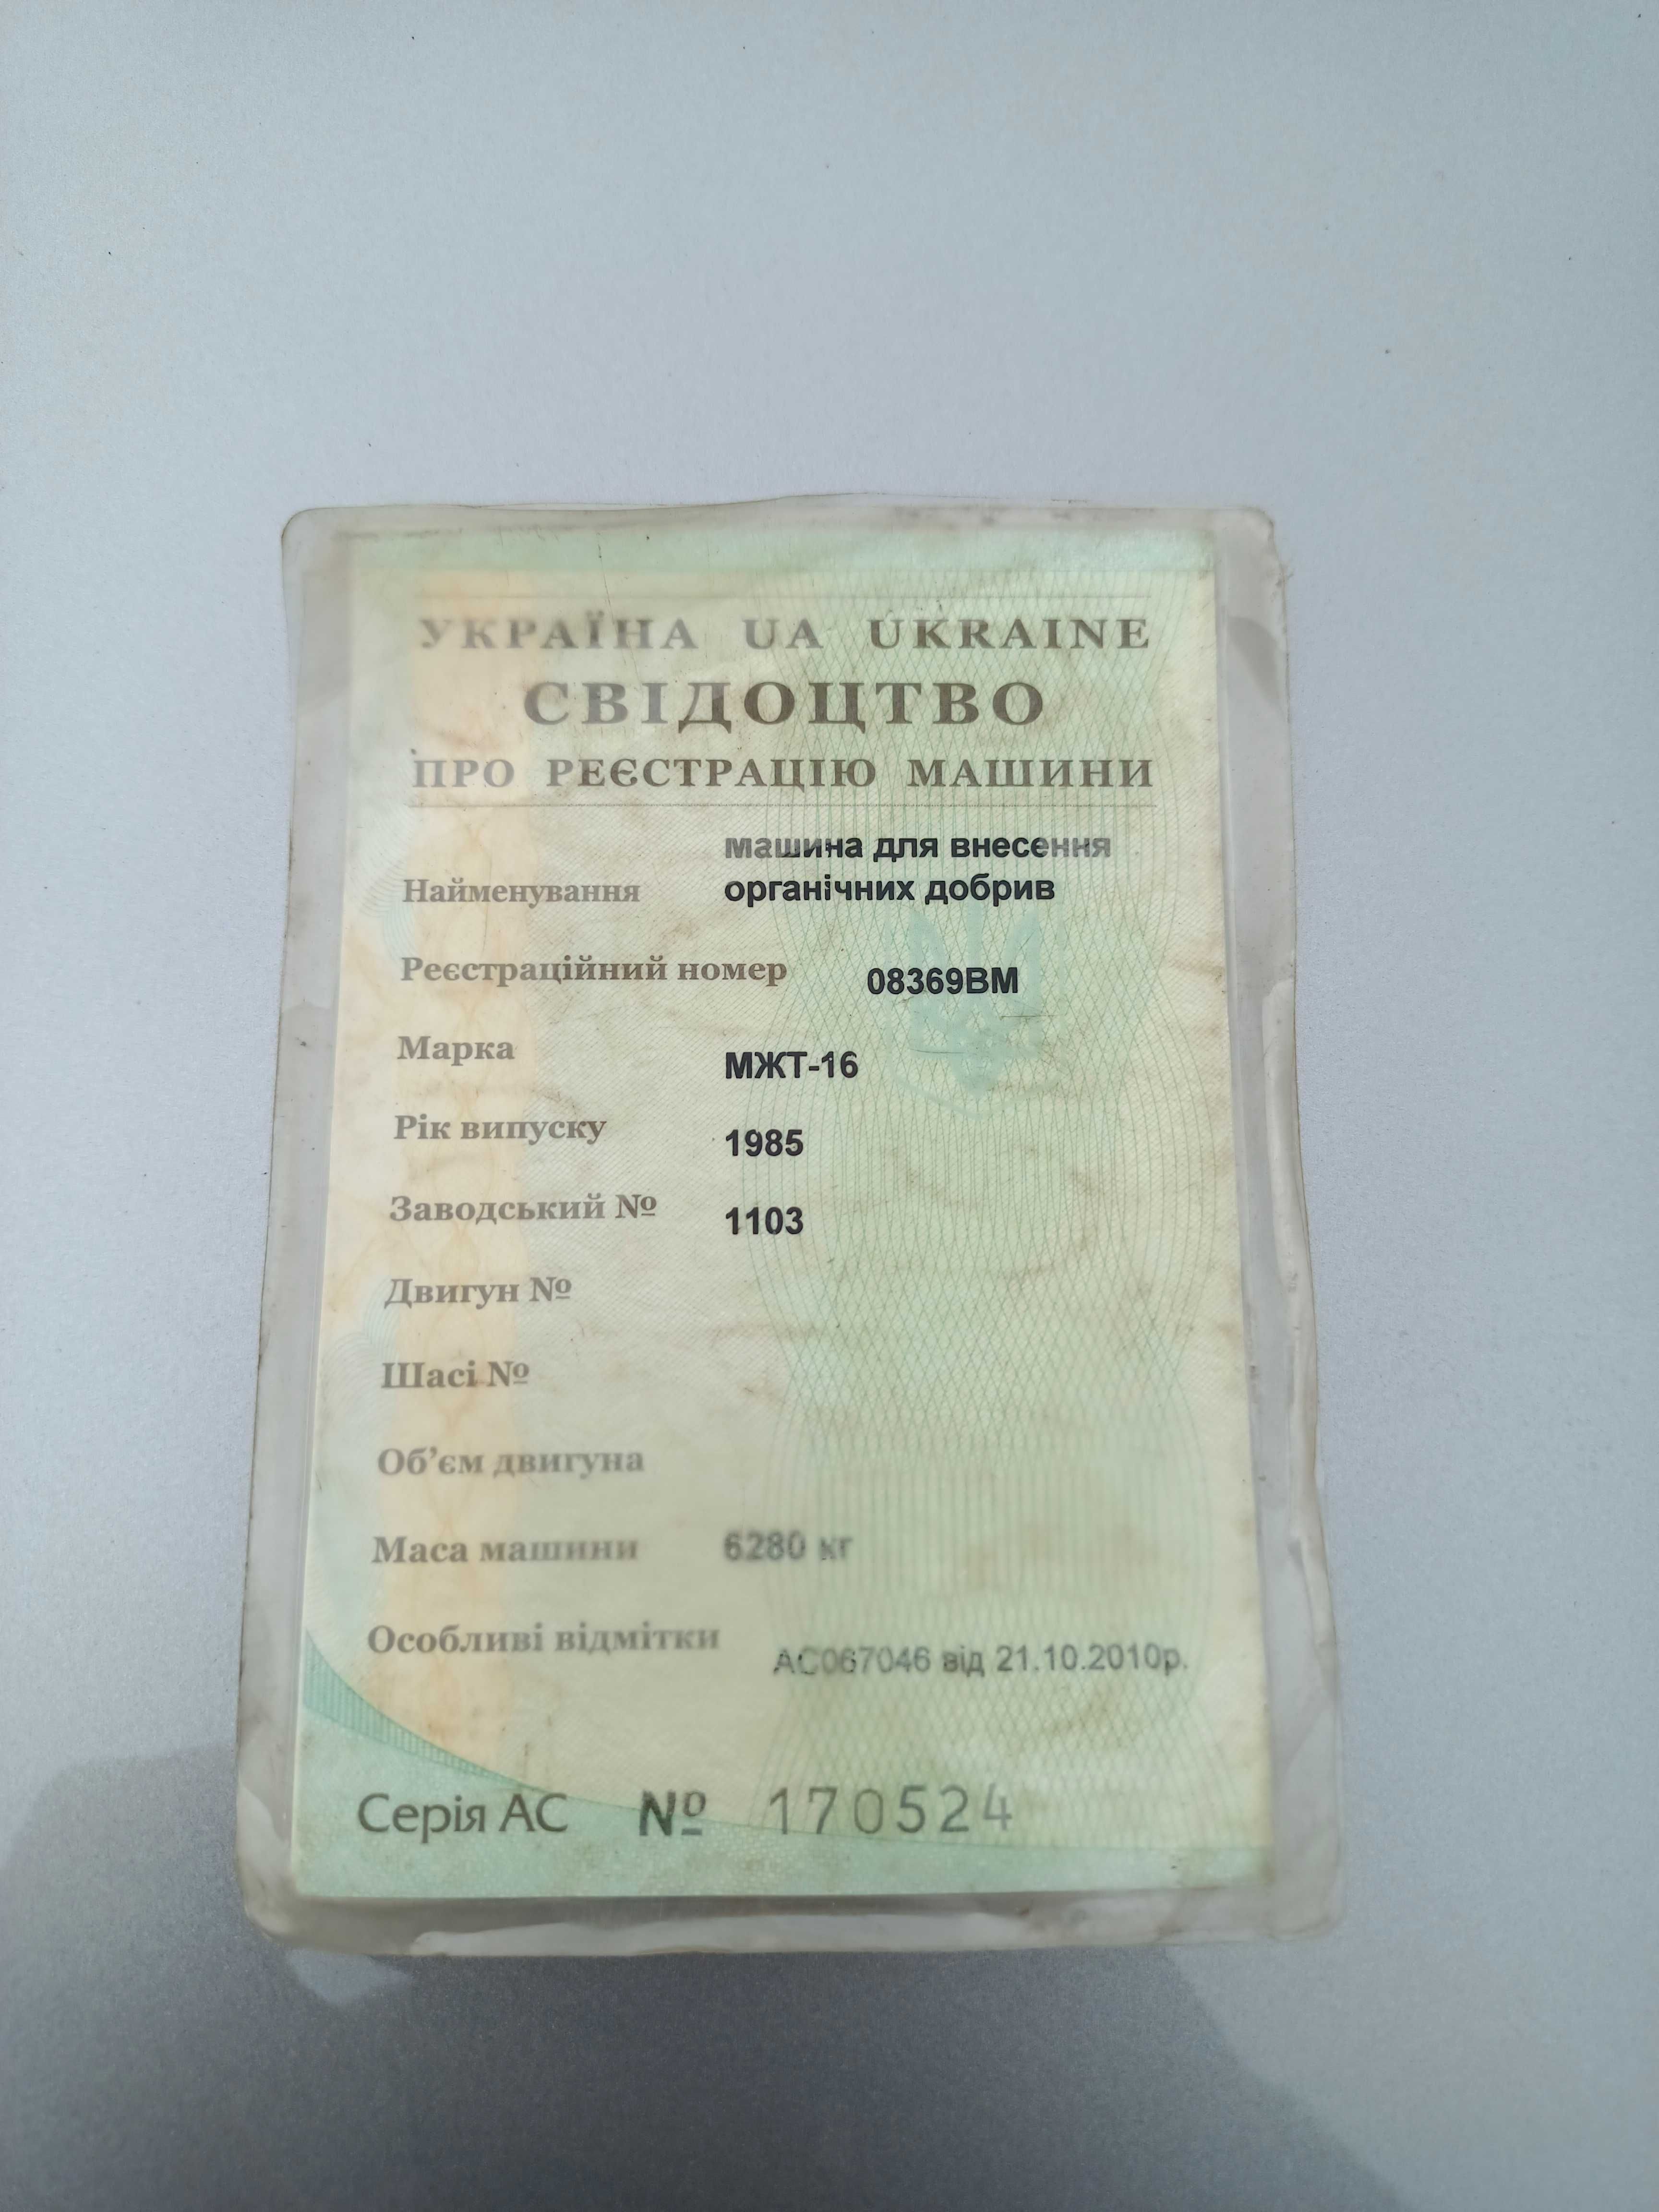 УКРАЇНА UA UKRAINE
СВІДОЦТВО
ПРО РЕЄСТРАЦІЮ МАШИНИ
машина для внесення
Найменування органічних добрив
Реєстраційний номер 08369ВМ
Марка МЖТ-16
Рік випуску 1985
Заводський № 1103
Двигун №
Шасі №
Об’єм двигуна
Маса машини 6280 кг
Особливі відмітки АС067046 від 21.10.2010р.
Серія АС № 170524